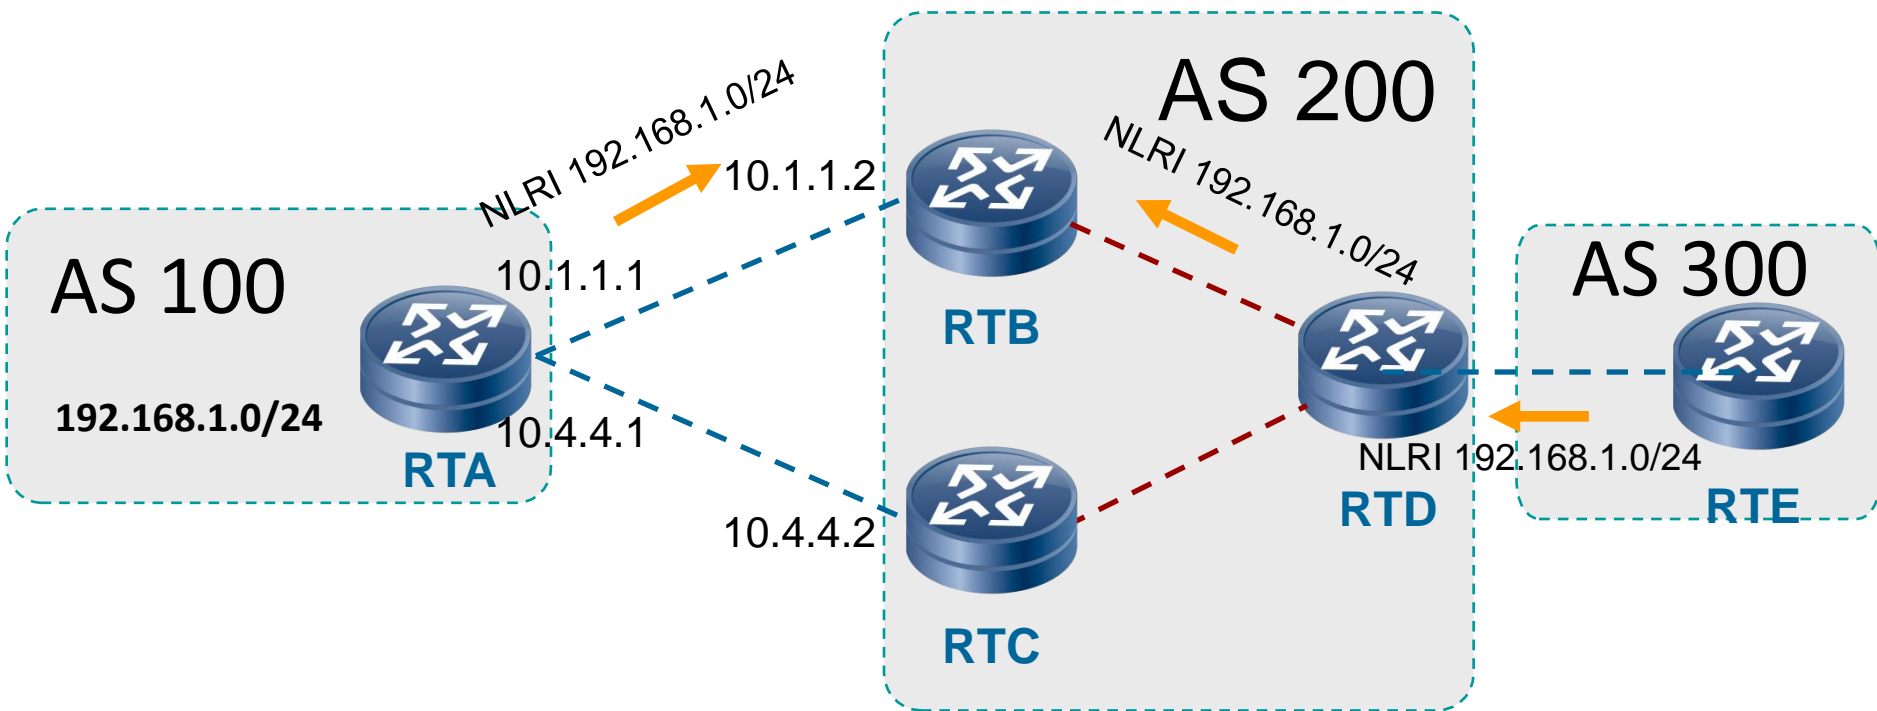 AS 200
NLRI 192.168.1.0/24
10.1.1.2
NLRI 192.168.1.0/24
AS 100
10.1.1.1
AS 300
RTB
192.168.1.0/24
10.4.4.1
RTA
NLRI 192.168.1.0/24
RTD
RTE
10.4.4.2
RTC